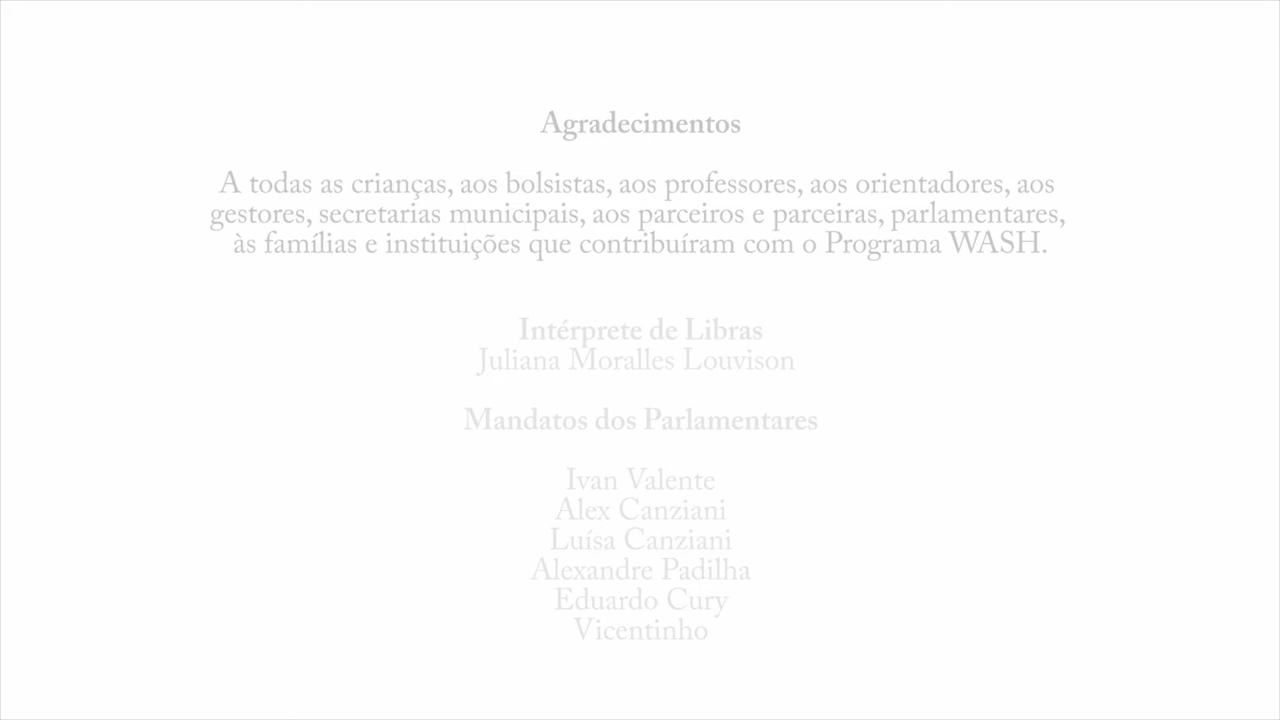 Agradecimentos
A todas as crianças, aos bolsistas, aos professores, aos orientadores, aos
gestores, secretarias municipais, aos parceiros e parceiras, parlamentares,
às famílias e instituições que contribuíram com o Programa WASH.
Intérprete de Libras
Juliana Moralles Louvison
Mandatos dos Parlamentares
Ivan Valente
Alex Canziani
Luísa Canziani
Alexandre Padilha
Eduardo Cury
Vicentinho